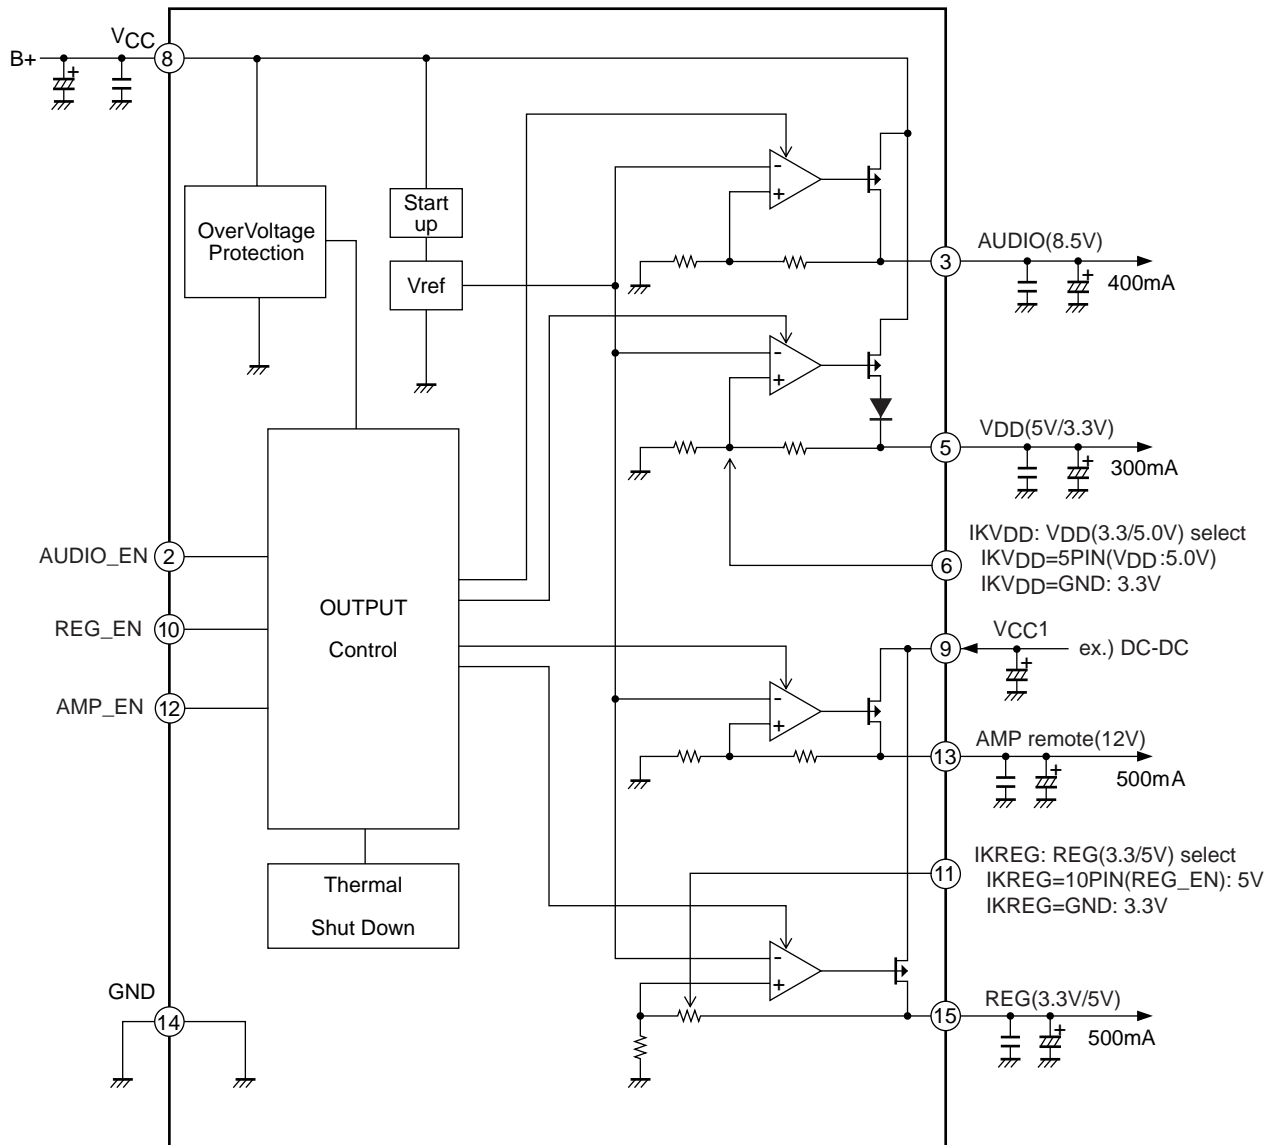 VCC
B+
8
+
OverVoltage
Protection
Start
up
Vref
-
+
3
AUDIO(8.5V)
+
400mA
-
+
5
VDD(5V/3.3V)
+
300mA
IKVDD: VDD(3.3/5.0V) select
IKVDD=5PIN(VDD:5.0V)
IKVDD=GND: 3.3V
6
AUDIO_EN
2
REG_EN
10
AMP_EN
12
OUTPUT
Control
9
VCC1
ex.) DC-DC
+
-
+
13
AMP remote(12V)
+
500mA
Thermal
Shut Down
11
IKREG: REG(3.3/5V) select
IKREG=10PIN(REG_EN): 5V
IKREG=GND: 3.3V
-
+
GND
14
15
REG(3.3V/5V)
+
500mA